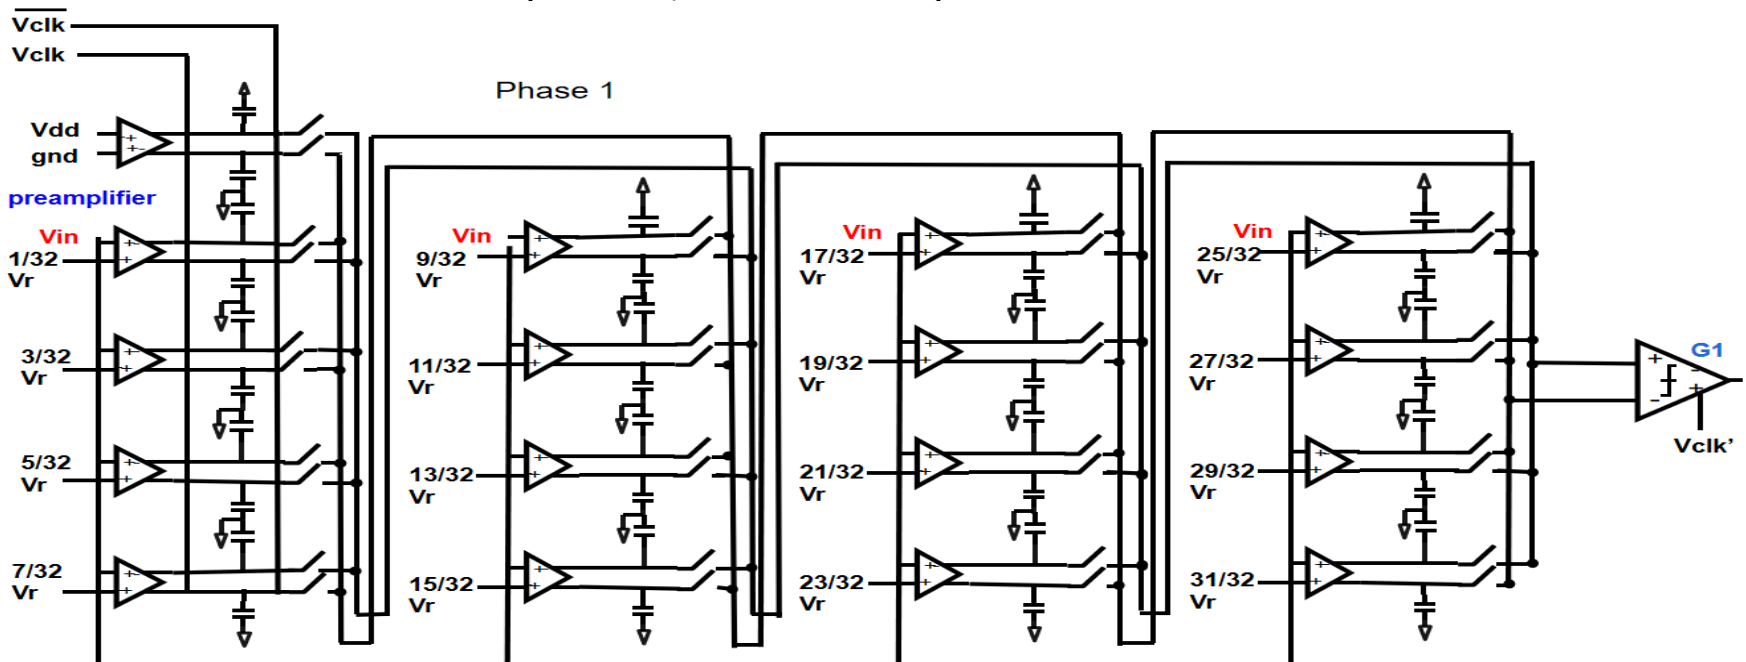 Vclk
Vclk
Phase 1
Vdd
gnd
preamplifier
Vin
1/32
Vr
3/32
Vr
5/32
Vr
7/32
Vr
Vin
9/32
Vr
11/32
Vr
13/32
Vr
15/32
Vr
Vin
17/32
Vr
19/32
Vr
21/32
Vr
23/32
Vr
Vin
25/32
Vr
27/32
Vr
29/32
Vr
31/32
Vr
G1
Vclk’